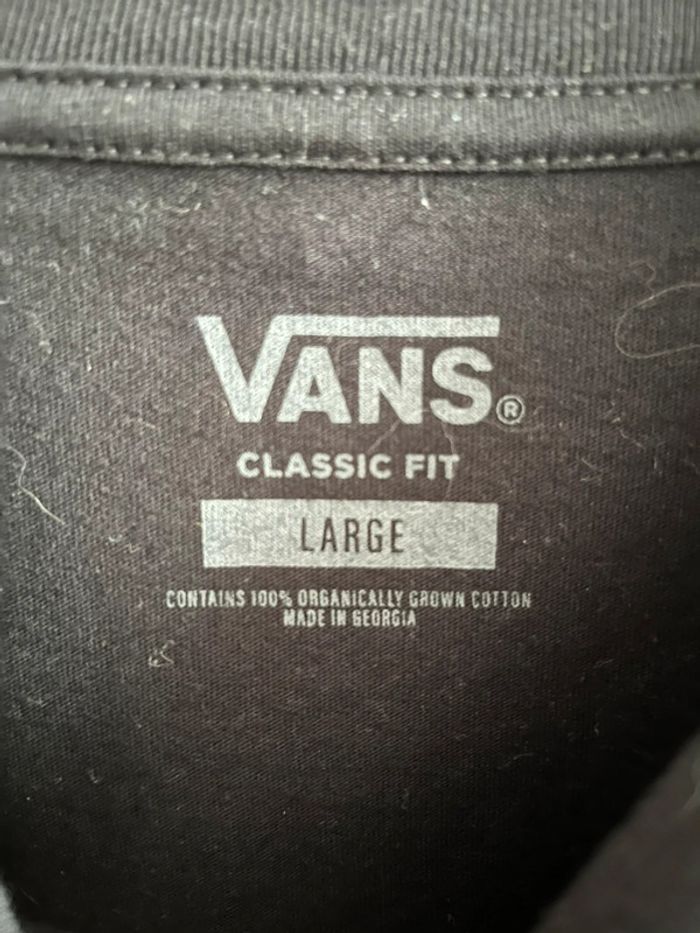 VANS®
CLASSIC FIT
LARGE
CONTAINS 100% ORGANICALLY GROWN COTTON
MADE IN GEORGIA